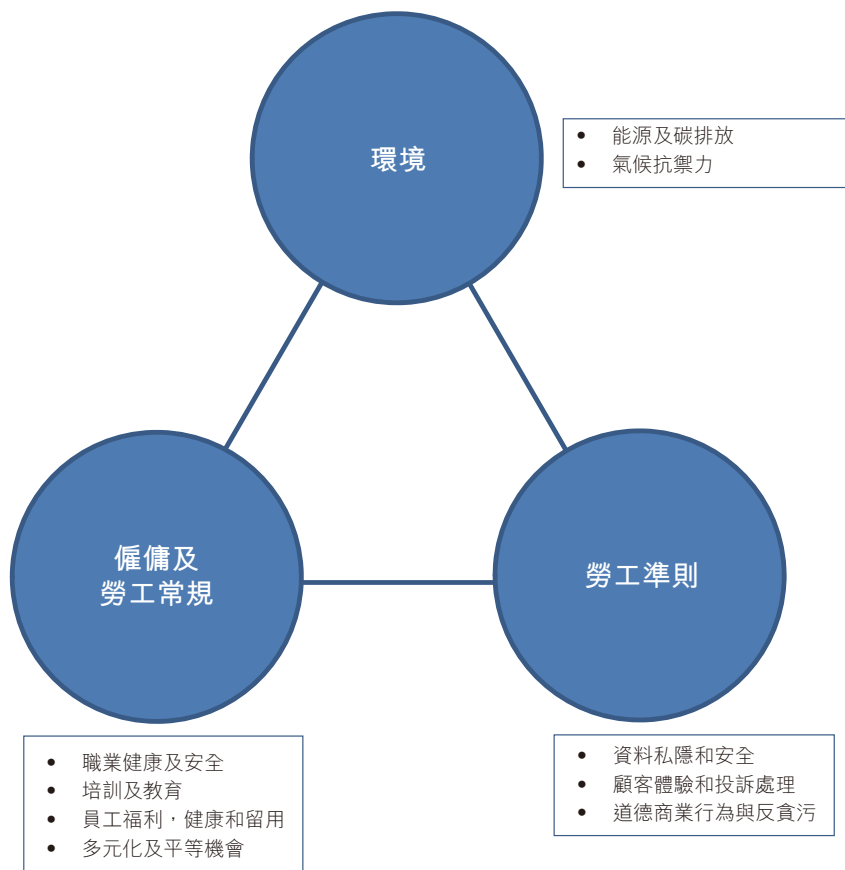 環境
• 能源及碳排放
• 氣候抗禦力
僱傭及
勞工常規
勞工準則
• 職業健康及安全
• 培訓及教育
• 員工福利，健康和留用
• 多元化及平等機會
• 資料私隱和安全
• 顧客體驗和投訴處理
• 道德商業行為與反貪污